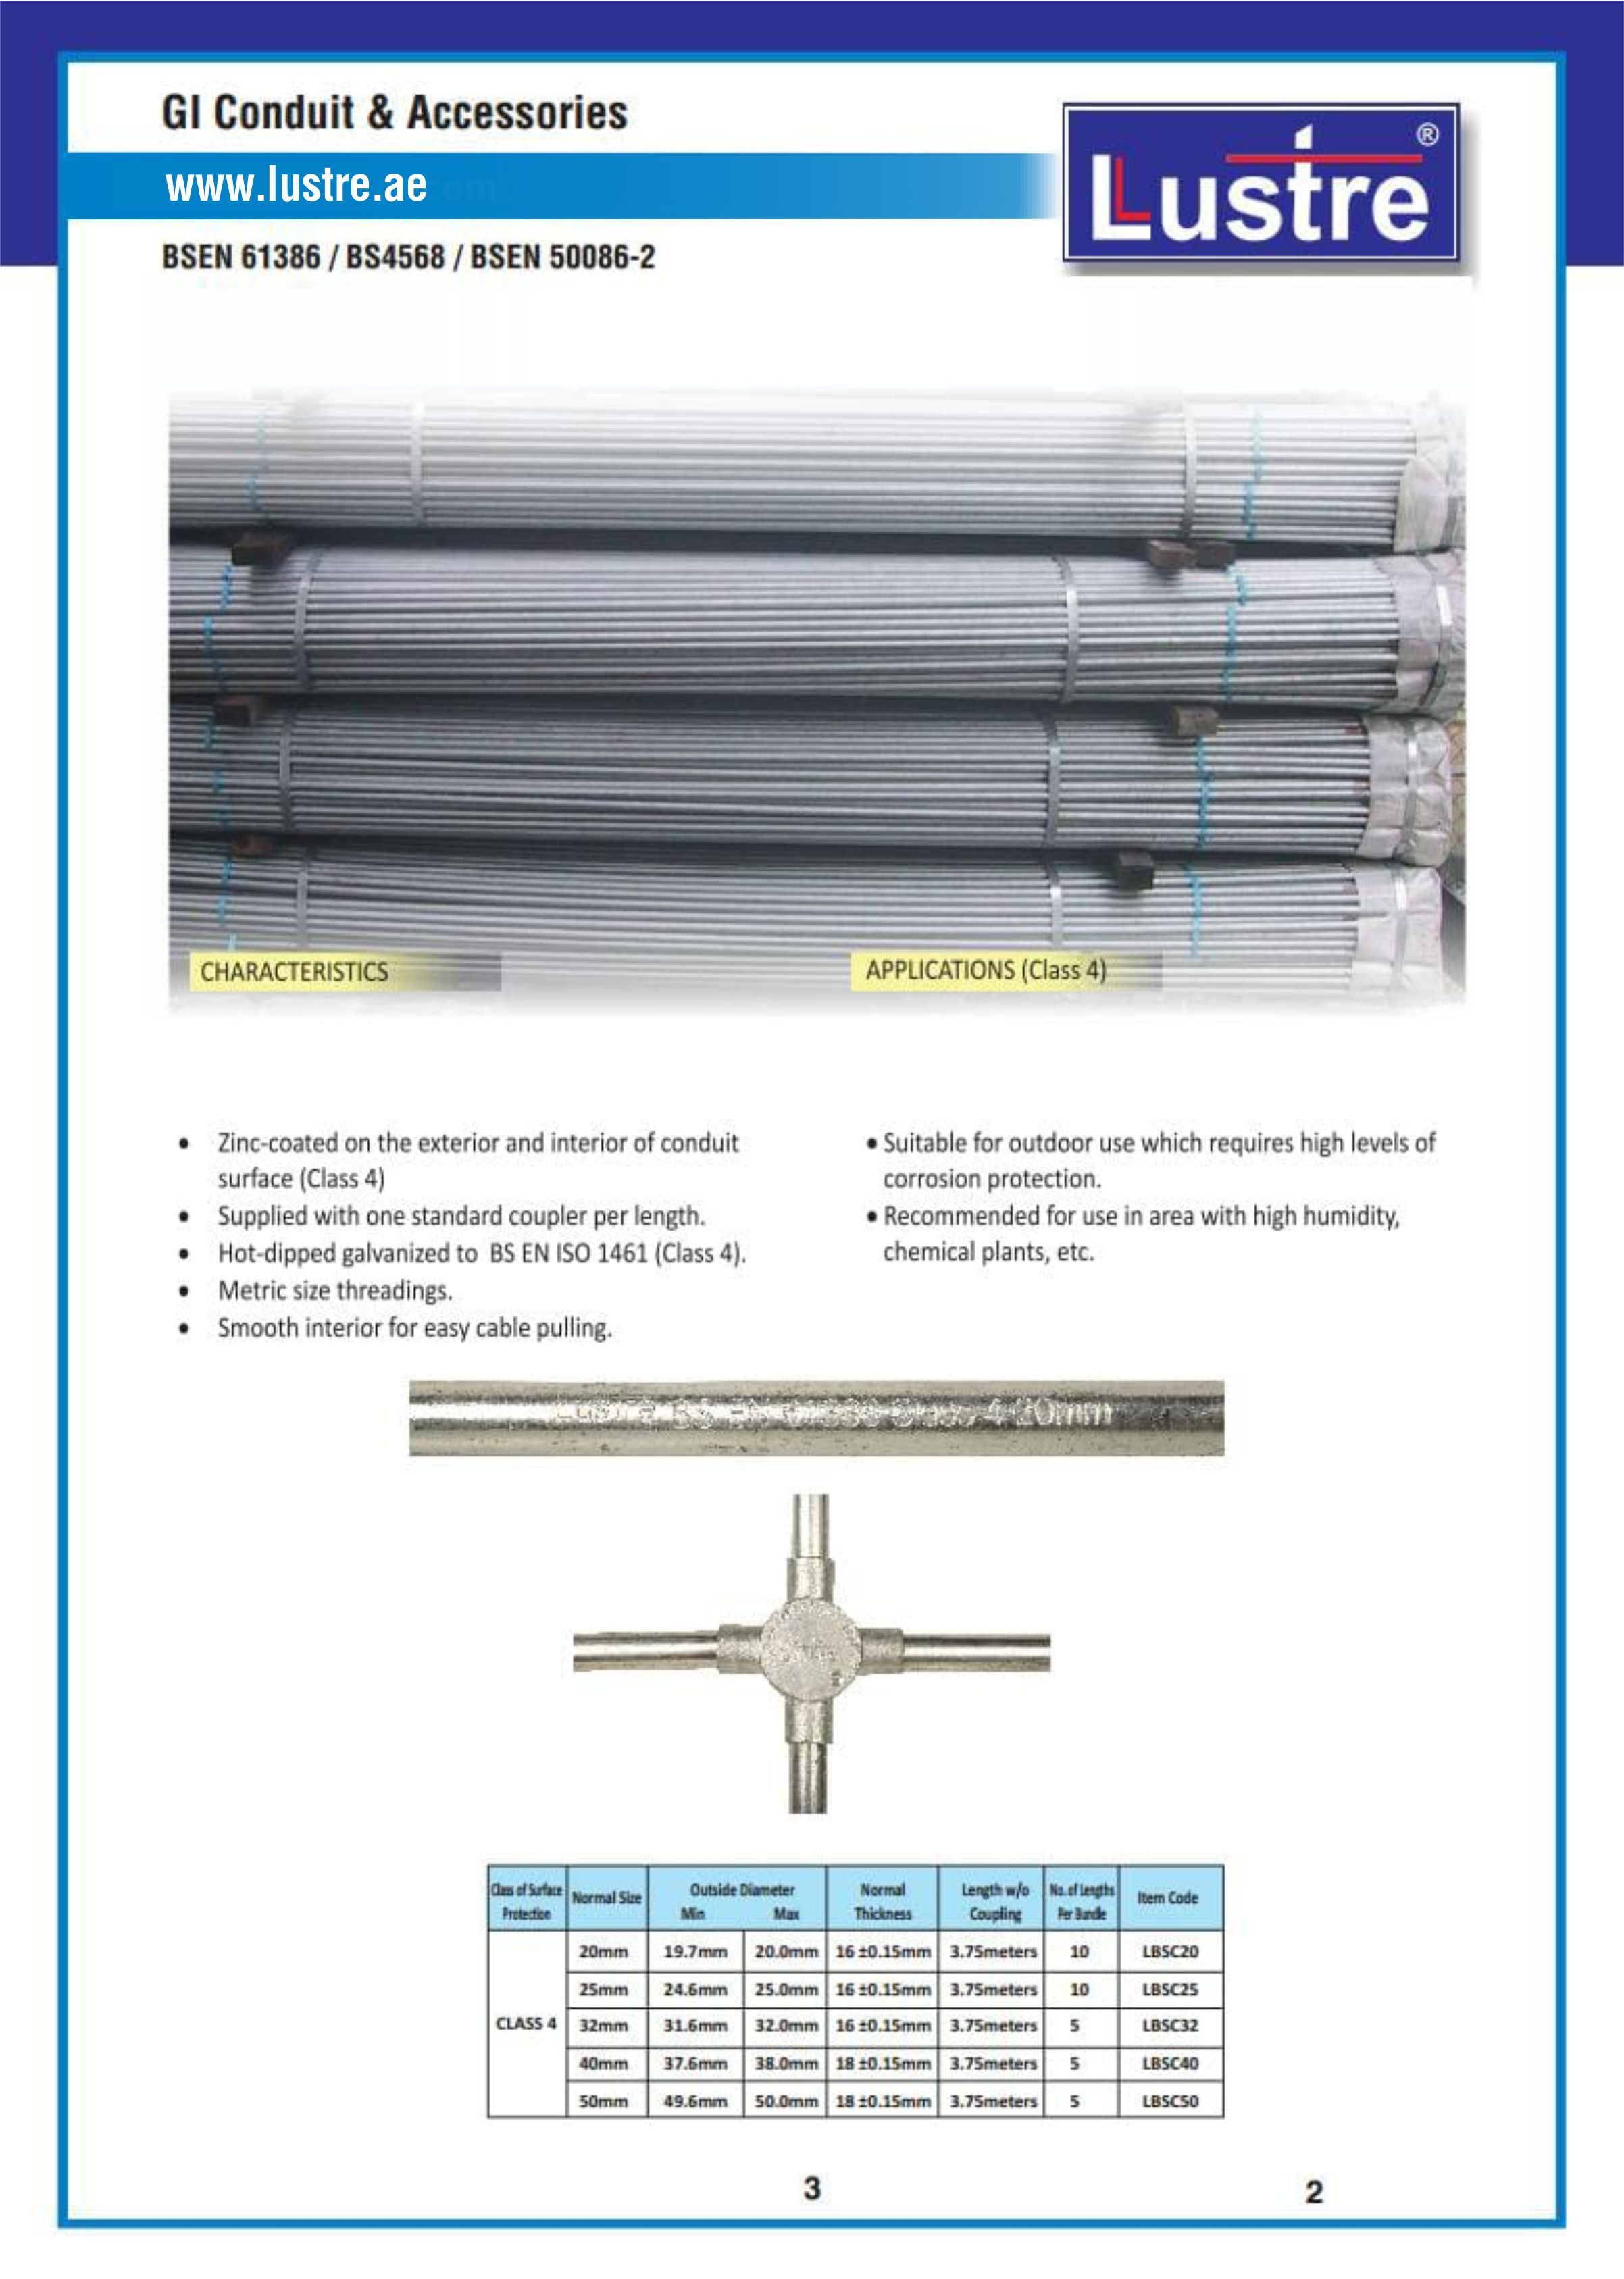 GI Conduit & Accessories
www.lustre.ae
BSEN 61386 / BS4568 / BSEN 50086-2
Lustre ®
CHARACTERISTICS
• Zinc-coated on the exterior and interior of conduit
surface (Class 4)
• Supplied with one standard coupler per length.
• Hot-dipped galvanized to BS EN ISO 1461 (Class 4).
• Metric size threadings.
• Smooth interior for easy cable pulling.
APPLICATIONS (Class 4)
• Suitable for outdoor use which requires high levels of
corrosion protection.
• Recommended for use in area with high humidity,
chemical plants, etc.
Lustre BS EN Class 4 20mm
Class of Surface Protection Normal Size Outside Diameter Min Max Normal Thickness Length w/o Coupling No. of Lengths Per Bundle Item Code
CLASS 4
20mm 19.7mm 20.0mm 16 ±0.15mm 3.75meters 10 LBSC20
25mm 24.6mm 25.0mm 16 ±0.15mm 3.75meters 10 LBSC25
32mm 31.6mm 32.0mm 16 ±0.15mm 3.75meters 5 LBSC32
40mm 37.6mm 38.0mm 18 ±0.15mm 3.75meters 5 LBSC40
50mm 49.6mm 50.0mm 18 ±0.15mm 3.75meters 5 LBSC50
3
2